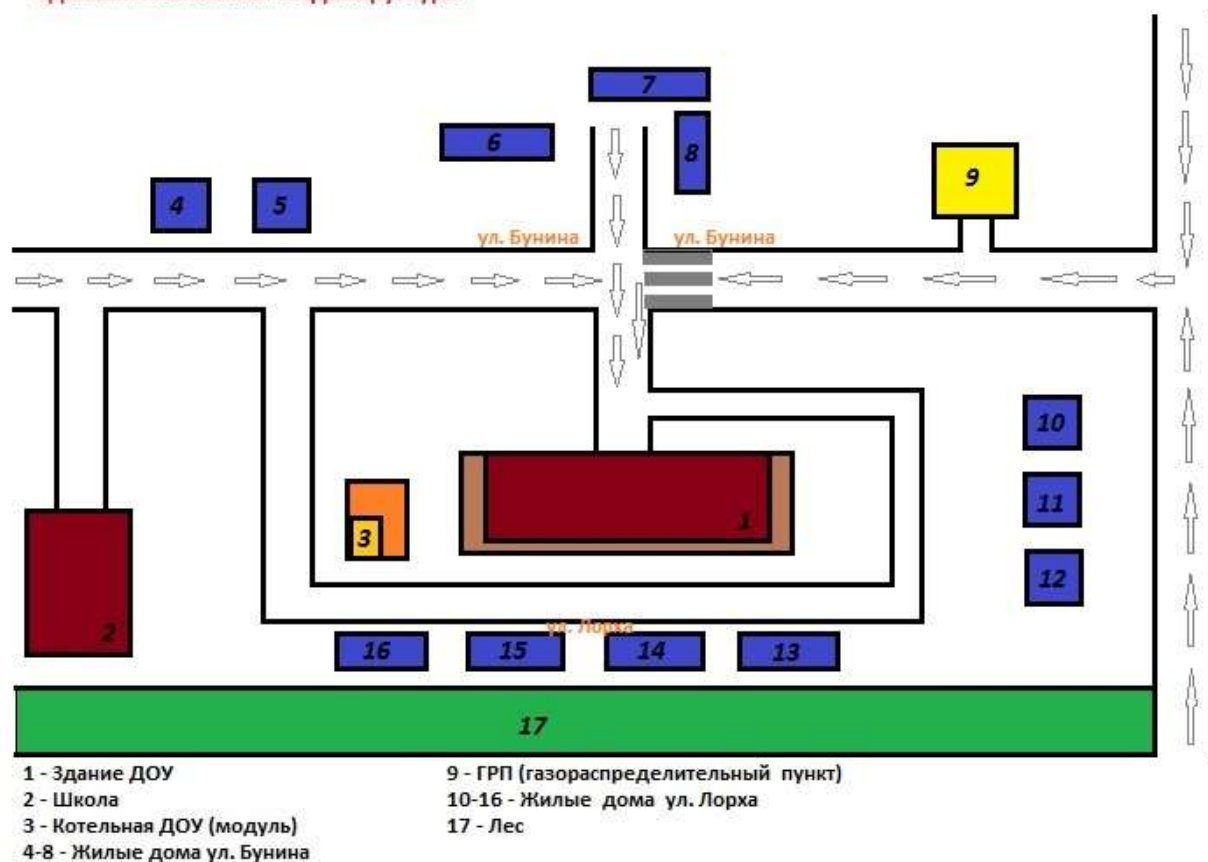 7
6
8
9
4
5
ул. Бунина
ул. Бунина
10
11
1
3
12
2
ул. Лорха
16
15
14
13
17
1 - Здание ДОУ
2 - Школа
3 - Котельная ДОУ (модуль)
4-8 - Жилые дома ул. Бунина
9 - ГРП (газораспределительный пункт)
10-16 - Жилые дома ул. Лорха
17 - Лес